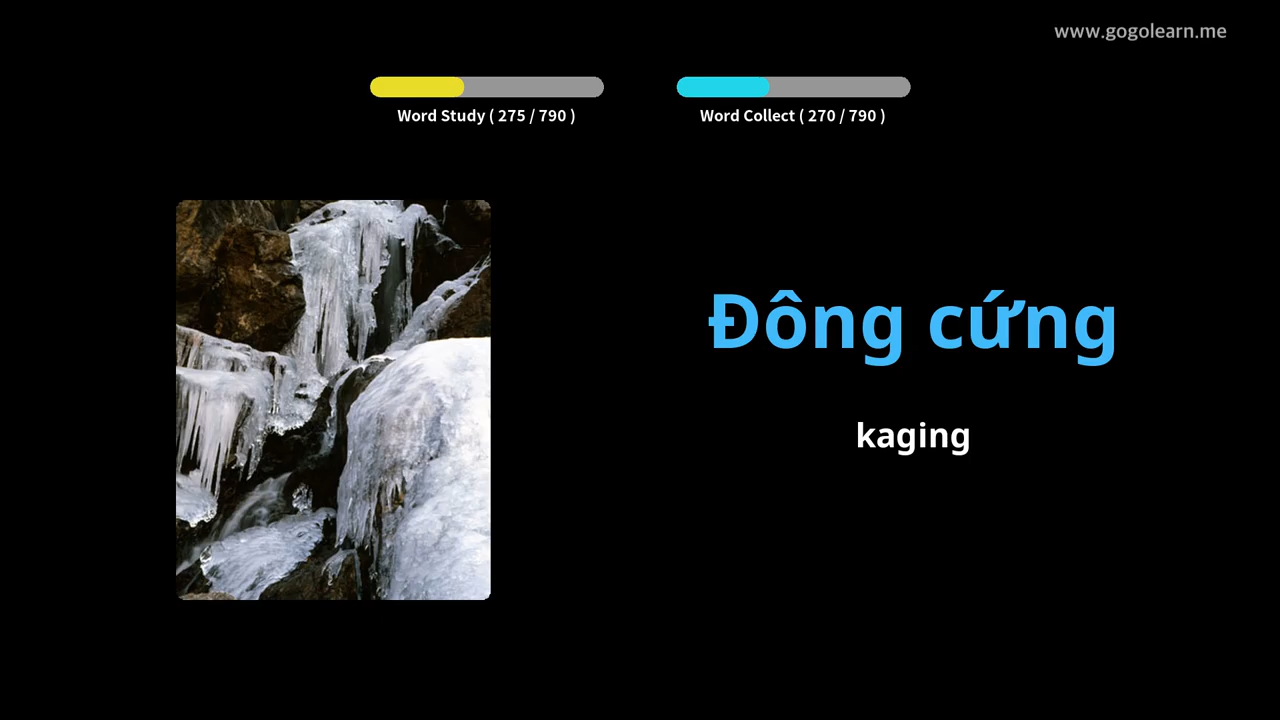 www.gogolearn.me
Word Study ( 275 / 790 )
Word Collect ( 270 / 790 )
Đông cứng
kaging